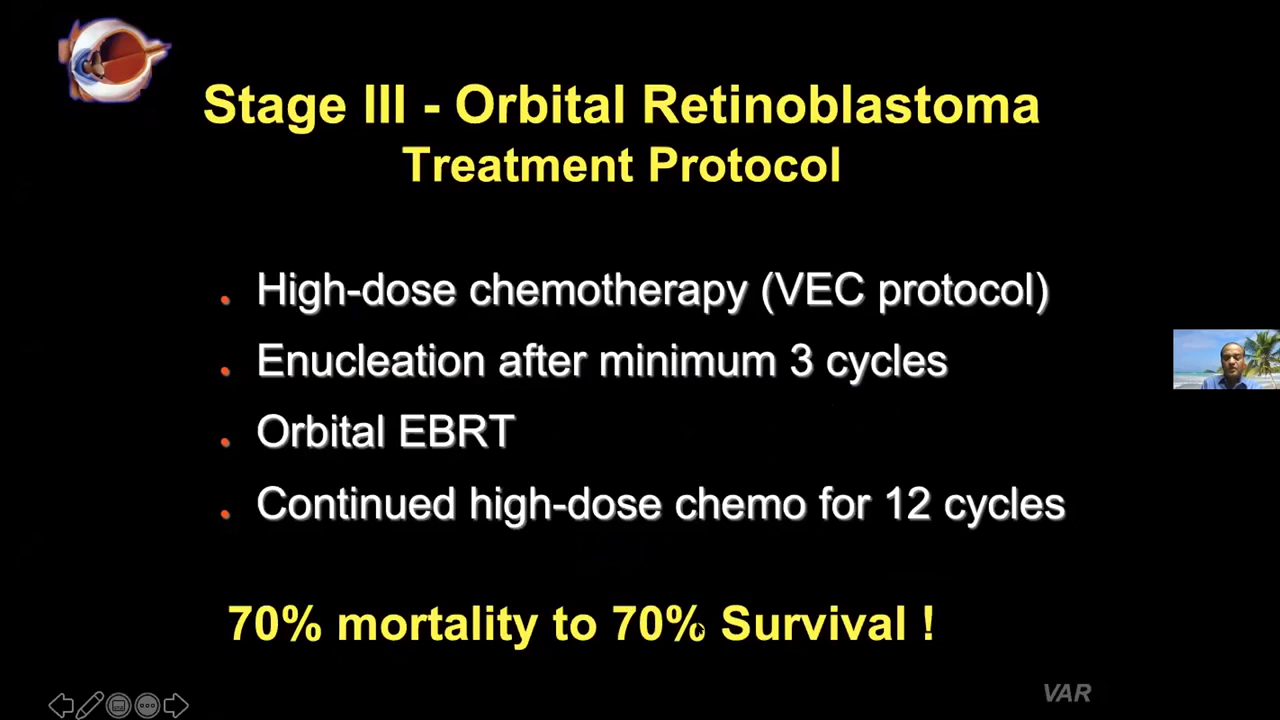 Stage III - Orbital Retinoblastoma
Treatment Protocol
High-dose chemotherapy (VEC protocol)
Enucleation after minimum 3 cycles
Orbital EBRT
Continued high-dose chemo for 12 cycles
70% mortality to 70% Survival !
VAR